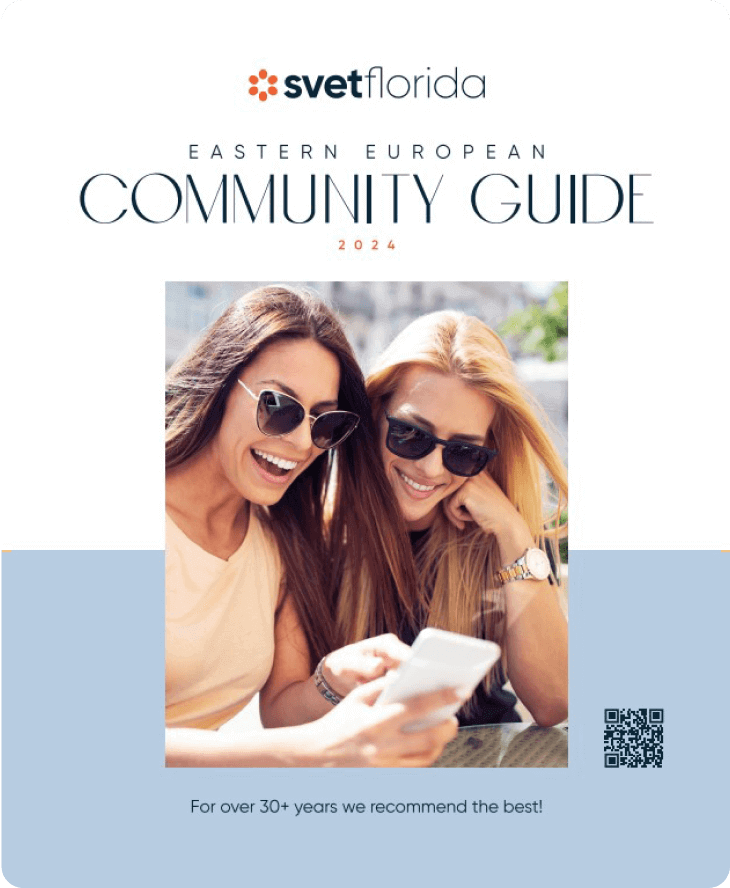 svetflorida
EASTERN EUROPEAN
COMMUNITY GUIDE
2024
For over 30+ years we recommend the best!